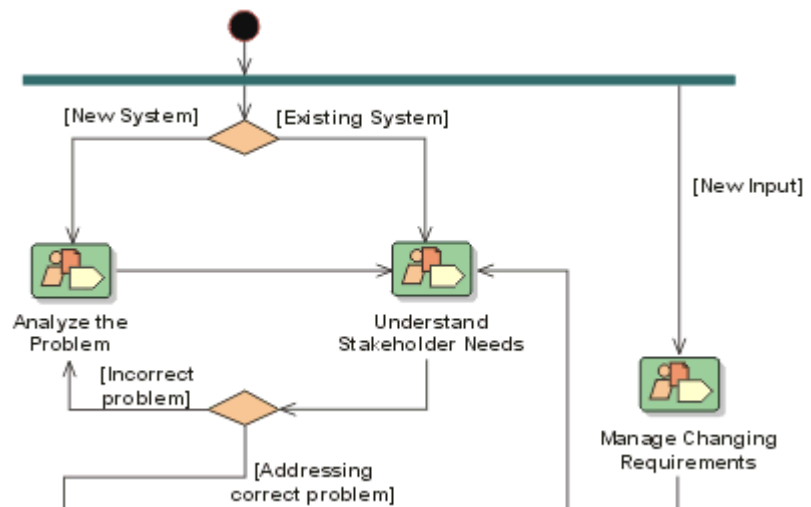 [New System]
[Existing System]
[New Input]
Analyze the
Problem
Understand
Stakeholder Needs
[Incorrect
problem]
Manage Changing
Requirements
[Addressing
correct problem]